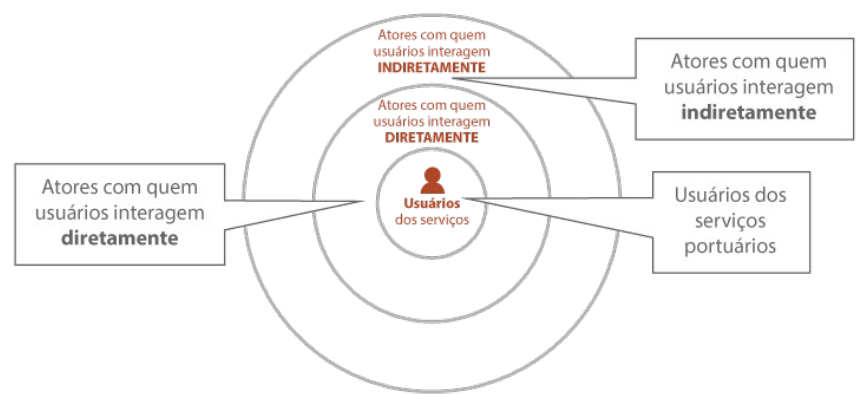 Atores com quem
usuários interagem
INDIRETAMENTE
Atores com quem
usuários interagem
indiretamente
Atores com quem
usuários interagem
DIRETAMENTE
Atores com quem
usuários interagem
diretamente
Usuários
dos serviços
Usuários dos
serviços
portuários